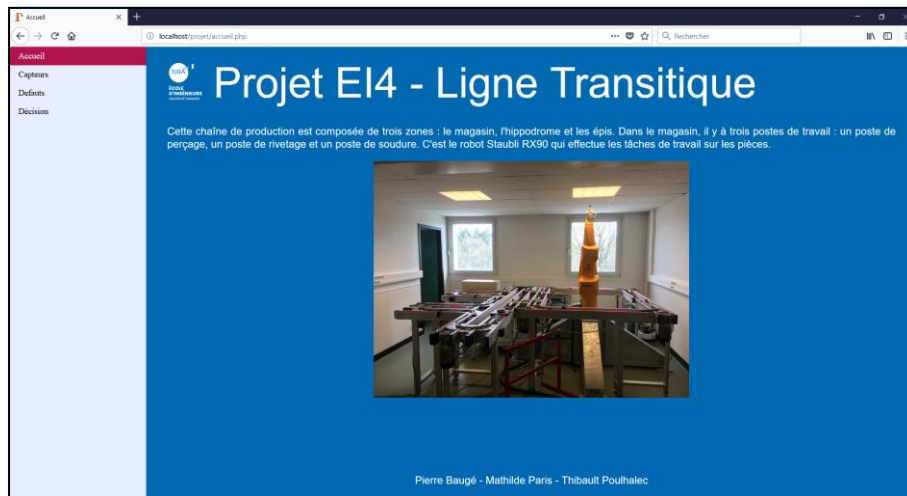 Accueil
localhost/projet/accueil.php
Rechercher
Accueil
Capteurs
Defauts
Décision
istia
ÉCOLE
D'INGÉNIEURS
Projet EI4 - Ligne Transitique
Cette chaîne de production est composée de trois zones : le magasin, l'hippodrome et les épis. Dans le magasin, il y à trois postes de travail : un poste de
perçage, un poste de rivetage et un poste de soudure. C'est le robot Staubli RX90 qui effectue les tâches de travail sur les pièces.
Pierre Baugé - Mathilde Paris - Thibault Poulhalec